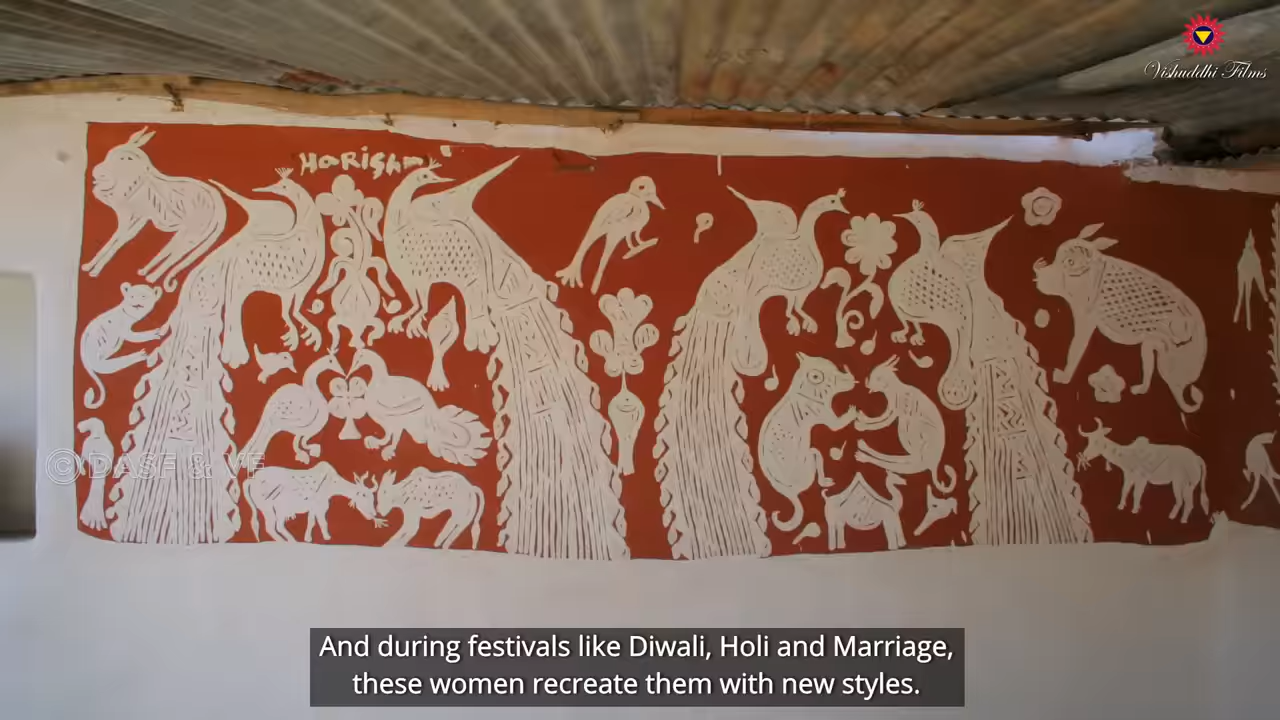 Vishuddhi Films
HaRisha
©DASF & VF
And during festivals like Diwali, Holi and Marriage,
these women recreate them with new styles.